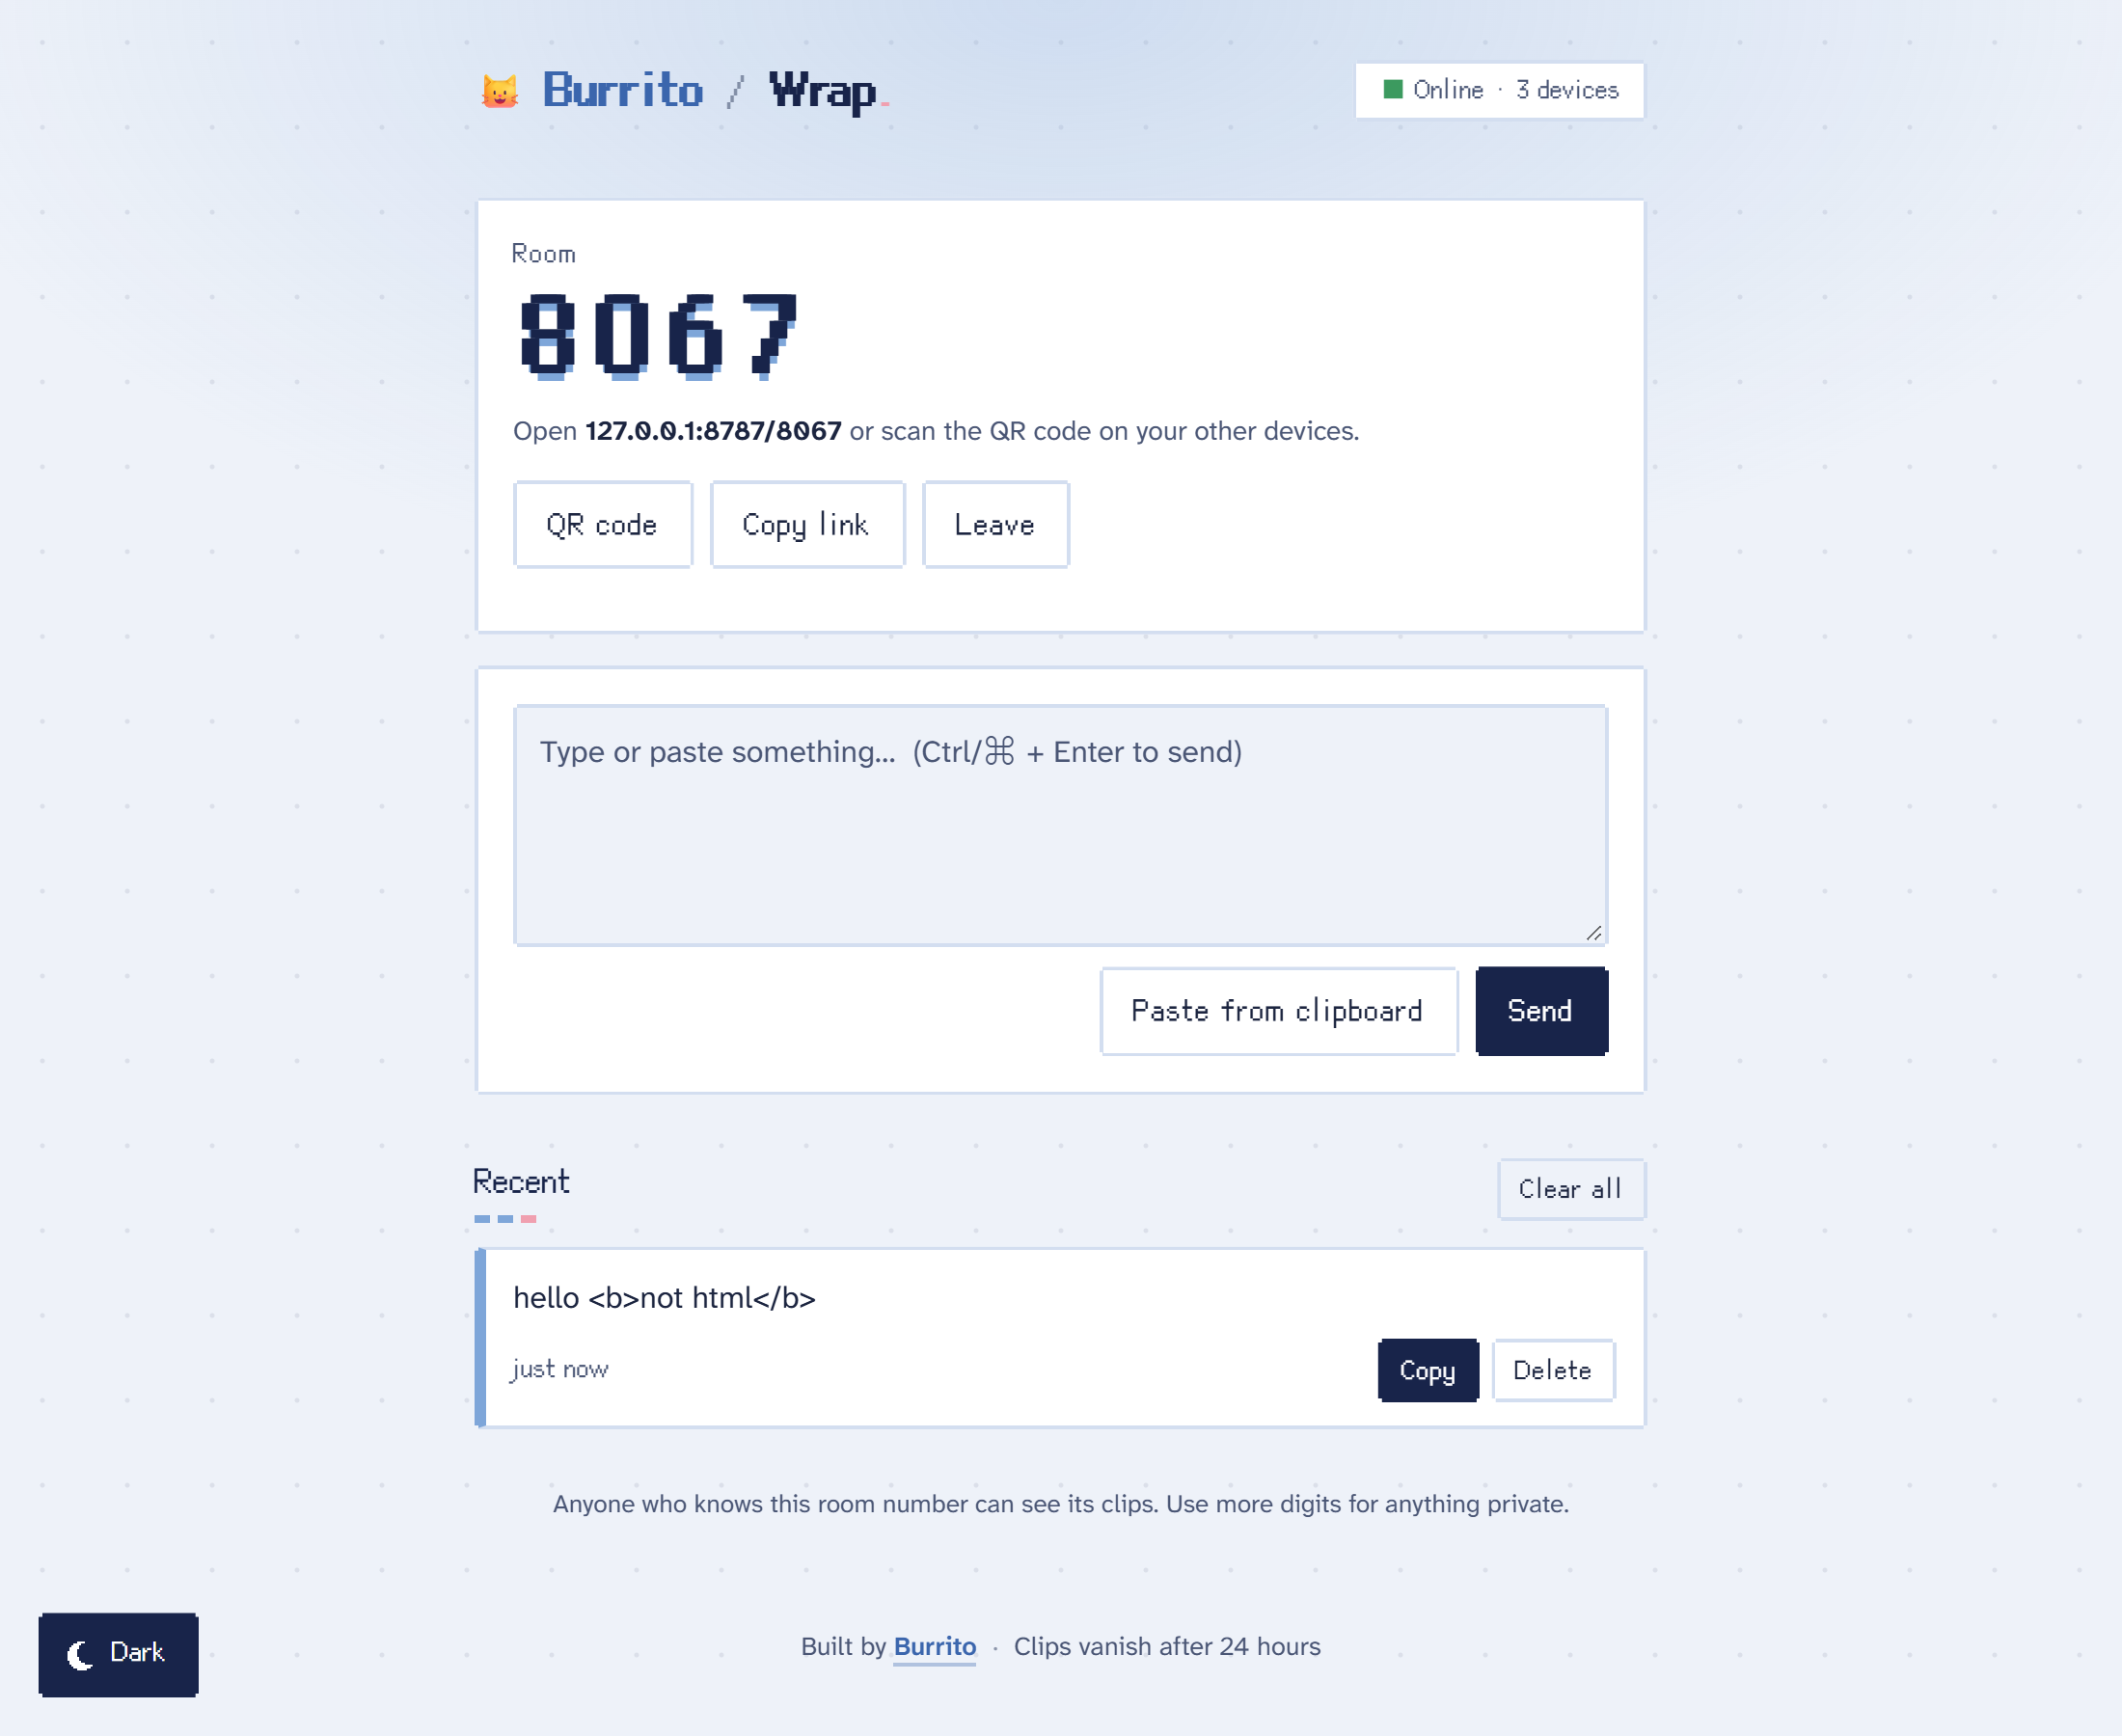 Burrito / Wrap.
Online · 3 devices
Room
8067
Open 127.0.0.1:8787/8067 or scan the QR code on your other devices.
QR code
Copy link
Leave
Type or paste something... (Ctrl/⌘ + Enter to send)
Paste from clipboard
Send
Recent
Clear all
hello <b>not html</b>
just now
Copy
Delete
Anyone who knows this room number can see its clips. Use more digits for anything private.
Dark
Built by Burrito · Clips vanish after 24 hours